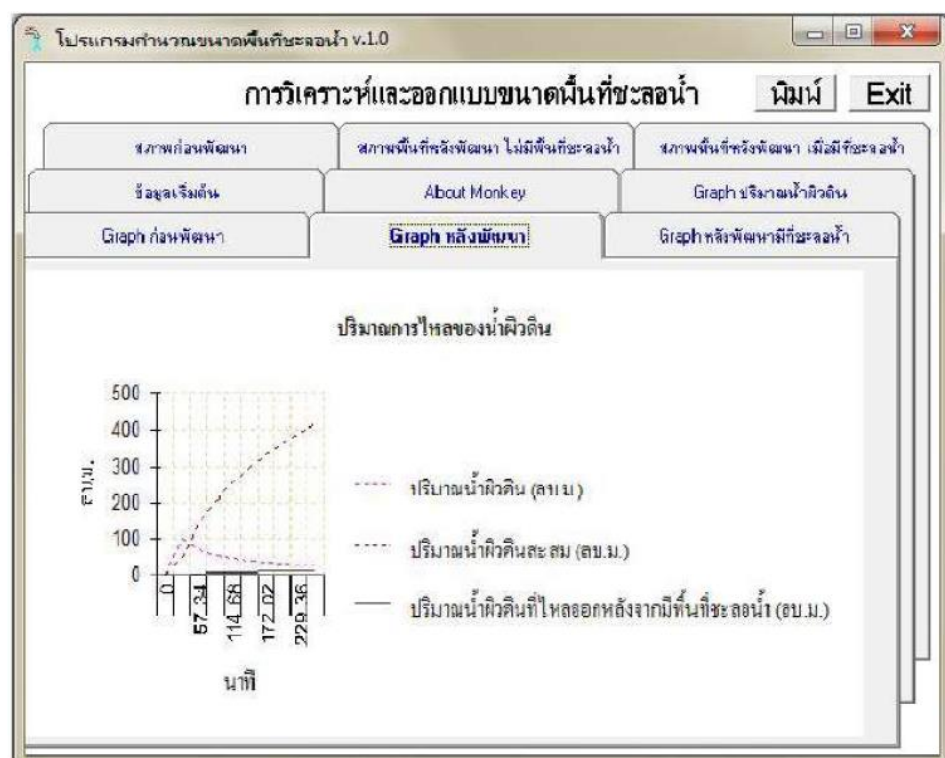 โปรแกรมคำนวณขนาดพื้นที่ชะลอน้ำ v.1.0
การวิเคราะห์และออกแบบขนาดพื้นที่ชะลอน้ำ พิมพ์ Exit
สภาพก่อนพัฒนา สภาพพื้นที่หลังพัฒนา ไม่มีพื้นที่ชะลอน้ำ สภาพพื้นที่หลังพัฒนา เมื่อมีที่ชะลอน้ำ
ข้อมูลเริ่มต้น About Monkey Graph ปริมาณน้ำผิวดิน
Graph ก่อนพัฒนา Graph หลังพัฒนา Graph หลังพัฒนามีที่ชะลอน้ำ
ปริมาณการไหลของน้ำผิวดิน
500
400
300
200
100
0
ลบ.ม.
0 57.34 114.68 172.02 229.36
นาที
ปริมาณน้ำผิวดิน (ลบ.ม.)
ปริมาณน้ำผิวดินสะสม (ลบ.ม.)
ปริมาณน้ำผิวดินที่ไหลออกหลังจากมีพื้นที่ชะลอน้ำ (ลบ.ม.)